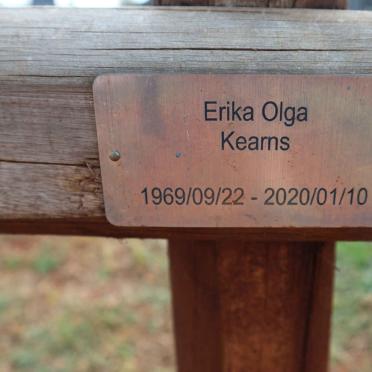 Erika Olga
Kearns
1969/09/22 - 2020/01/10